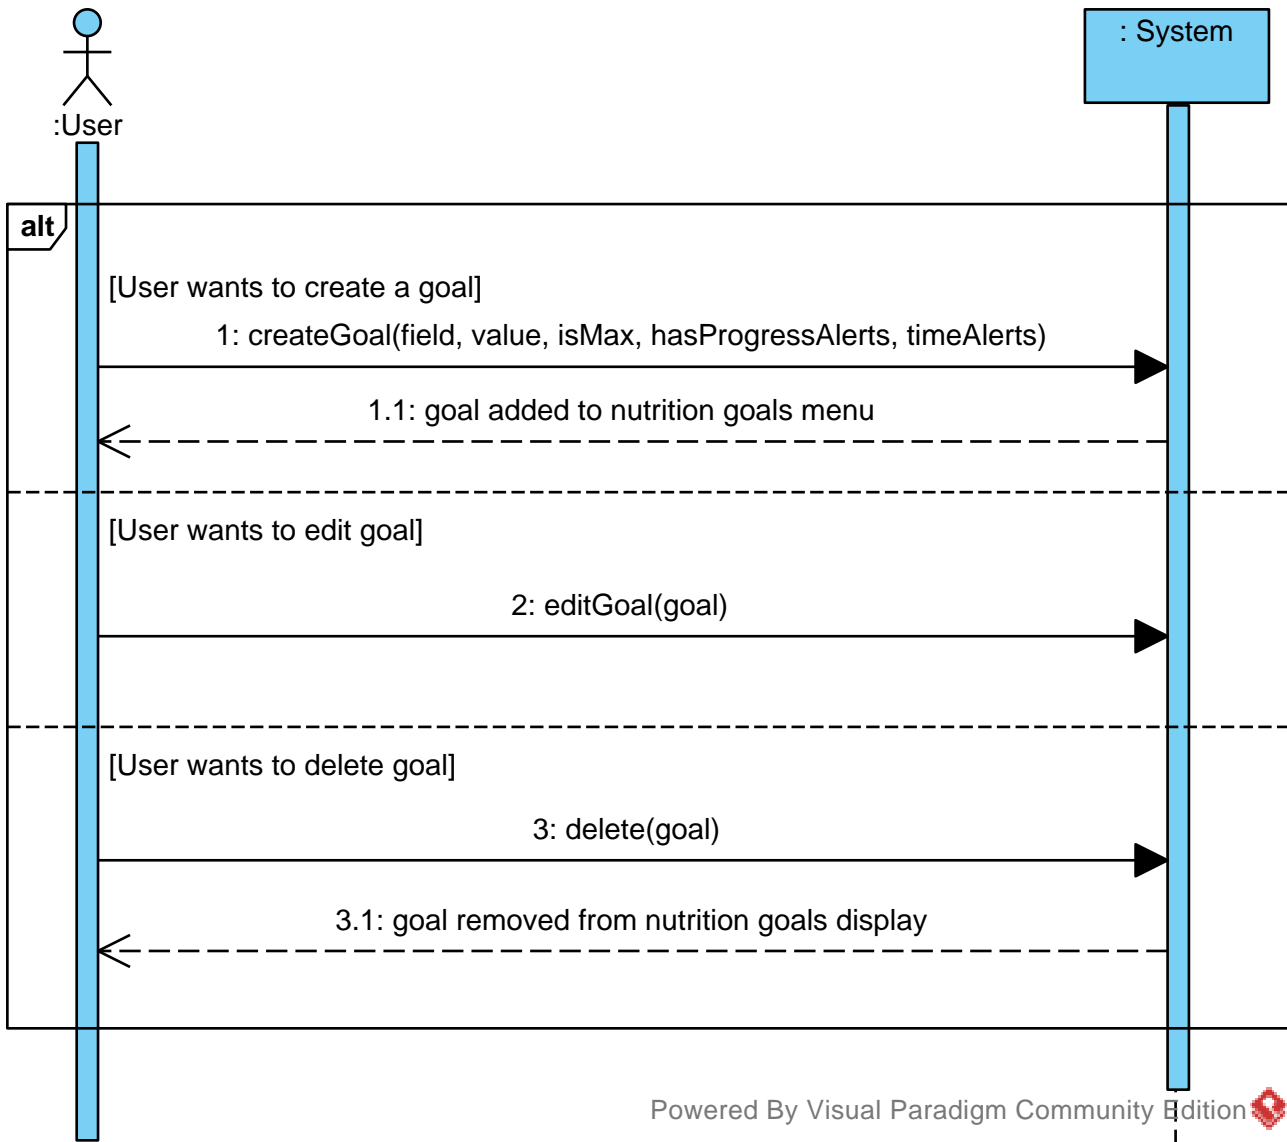 : System
:User
alt
[User wants to create a goal]
1: createGoal(field, value, isMax, hasProgressAlerts, timeAlerts)
1.1: goal added to nutrition goals menu
[User wants to edit goal]
2: editGoal(goal)
[User wants to delete goal]
3: delete(goal)
3.1: goal removed from nutrition goals display
Powered By Visual Paradigm Community Edition